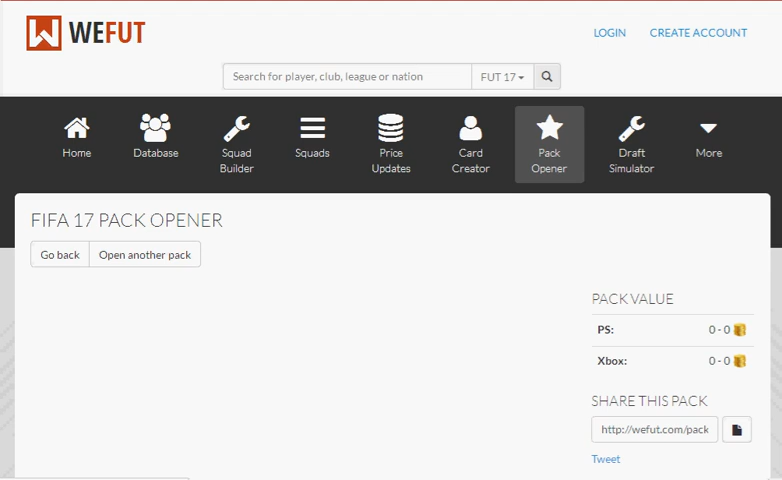 WEFUT
LOGIN CREATE ACCOUNT
Search for player, club, league or nation FUT 17
Home Database Squad Builder Squads Price Updates Card Creator Pack Opener Draft Simulator More
FIFA 17 PACK OPENER
Go back Open another pack
PACK VALUE
PS: 0 - 0
Xbox: 0 - 0
SHARE THIS PACK
http://wefut.com/pack
Tweet